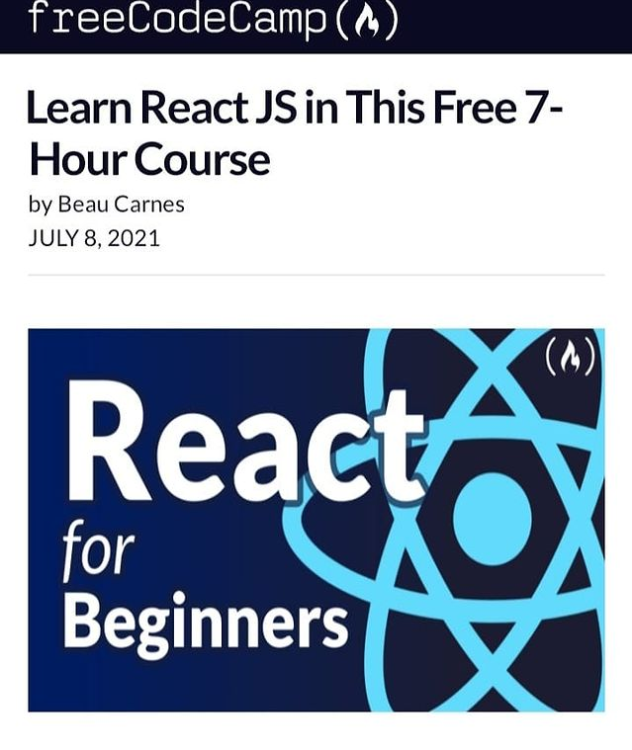 freeCodeCamp(🔥)
Learn React JS in This Free 7-
Hour Course
by Beau Carnes
JULY 8, 2021
React
for
Beginners